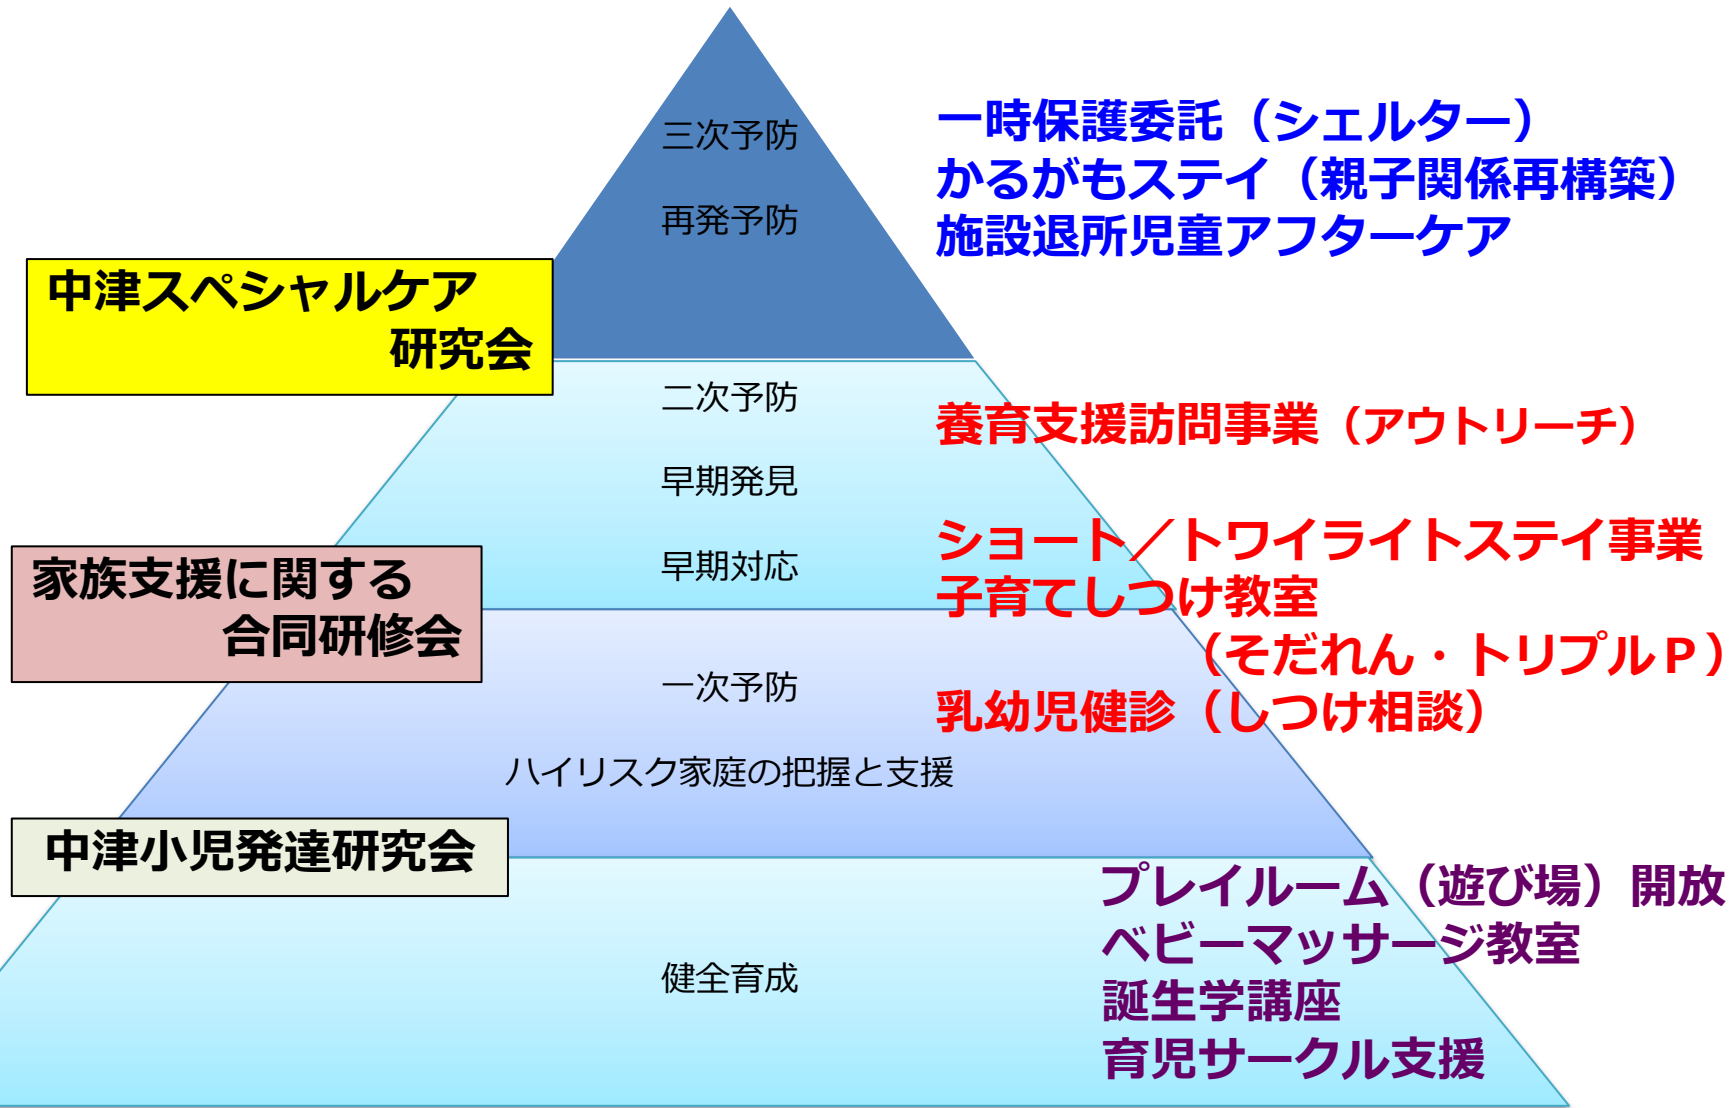 三次予防
再発予防
一時保護委託（シェルター）
かるがもステイ（親子関係再構築）
施設退所児童アフターケア
中津スペシャルケア
研究会
二次予防
早期発見
早期対応
養育支援訪問事業（アウトリーチ）
ショート／トワイライトステイ事業
子育てしつけ教室
（そだれん・トリプルＰ）
乳幼児健診（しつけ相談）
家族支援に関する
合同研修会
一次予防
ハイリスク家庭の把握と支援
中津小児発達研究会
健全育成
プレイルーム（遊び場）開放
ベビーマッサージ教室
誕生学講座
育児サークル支援